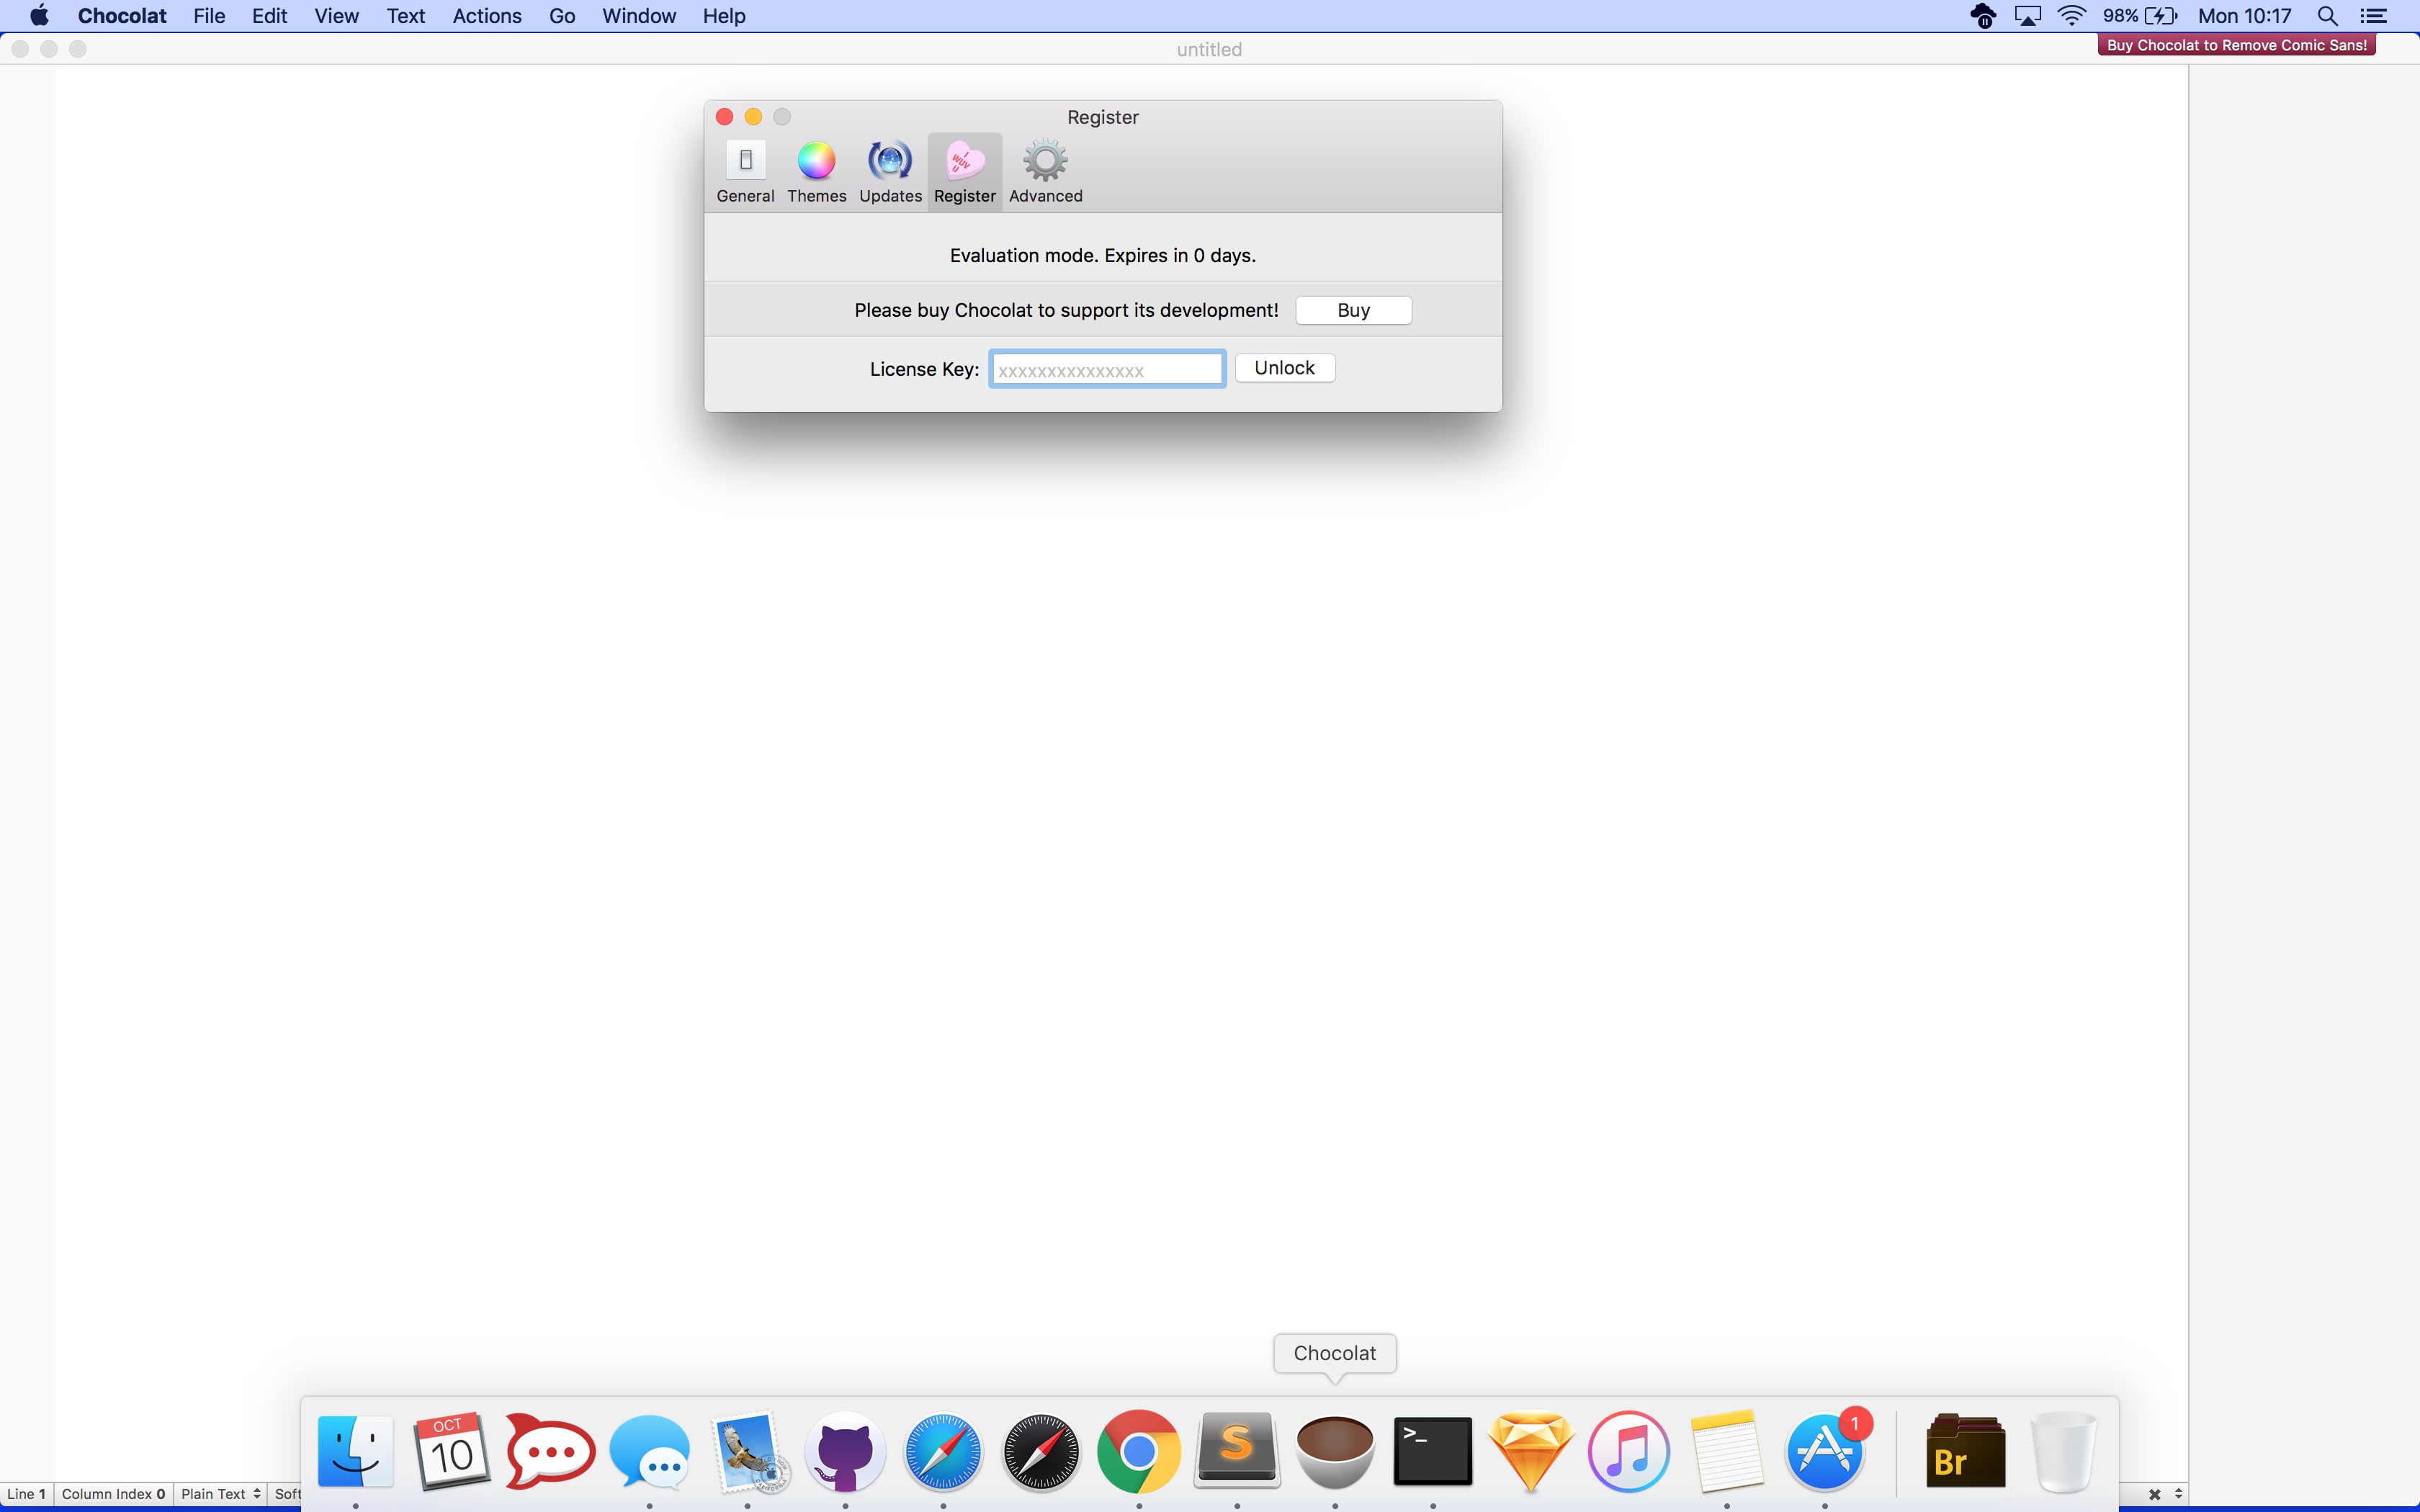 Chocolat File Edit View Text Actions Go Window Help 98% Mon 10:17
untitled
Buy Chocolat to Remove Comic Sans!
Register
I WUV U
General Themes Updates Register Advanced
Evaluation mode. Expires in 0 days.
Please buy Chocolat to support its development! Buy
License Key: xxxxxxxxxxxxxxx Unlock
Chocolat
OCT
10
S
>_
1
Br
Line 1 Column Index 0 Plain Text Soft